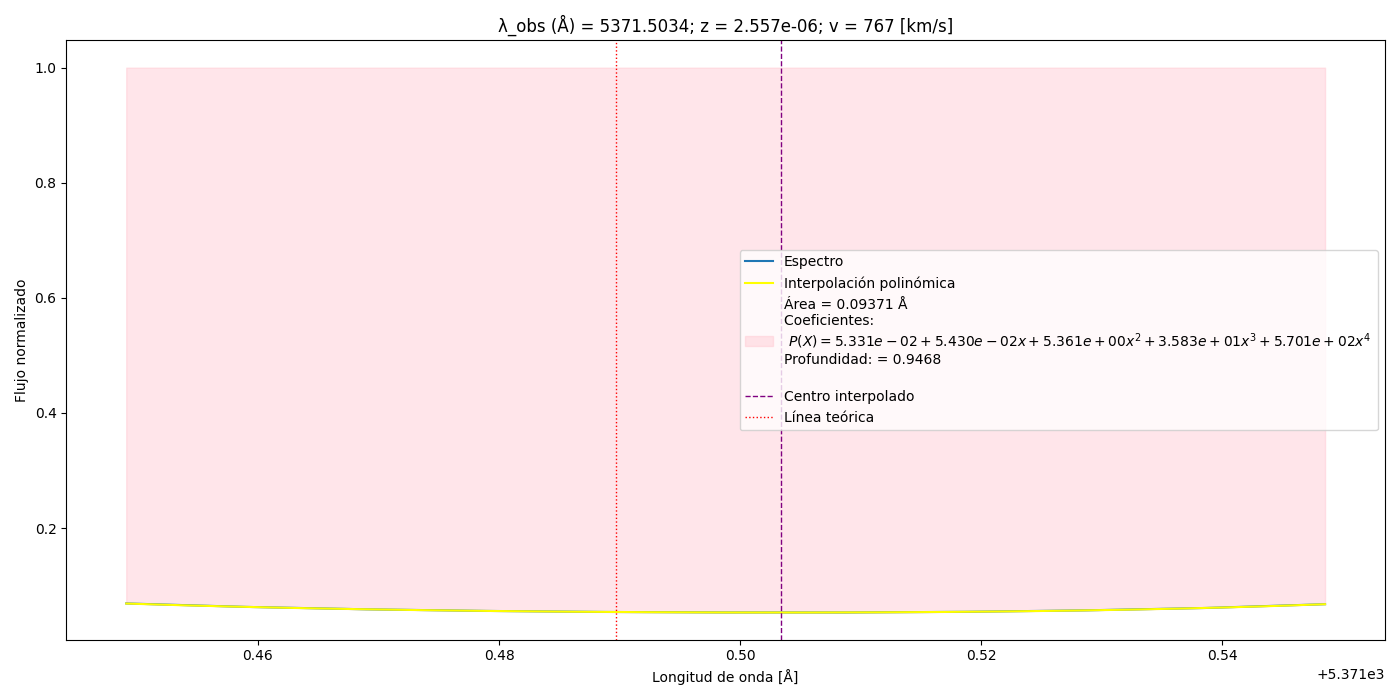 λ_obs (Å) = 5371.5034; z = 2.557e-06; v = 767 [km/s]
1.0
0.8
0.6
0.4
0.2
Flujo normalizado
Espectro
Interpolación polinómica
Área = 0.09371 Å
Coeficientes:
P(X) = 5.331e − 02 + 5.430e − 02x + 5.361e + 00x² + 3.583e + 01x³ + 5.701e + 02x⁴
Profundidad: = 0.9468
Centro interpolado
Línea teórica
0.46 0.48 0.50 0.52 0.54
+5.371e3
Longitud de onda [Å]